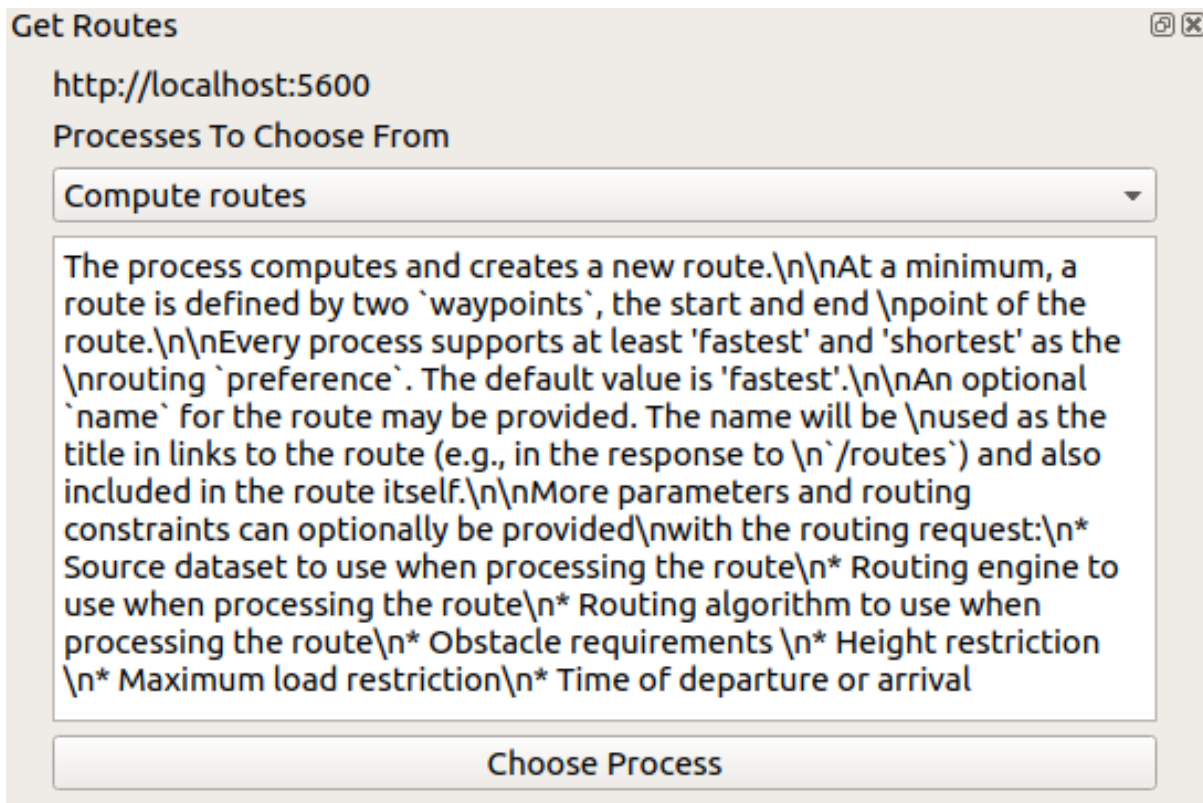 Get Routes
http://localhost:5600
Processes To Choose From
Compute routes
The process computes and creates a new route.\n\nAt a minimum, a
route is defined by two `waypoints`, the start and end \npoint of the
route.\n\nEvery process supports at least 'fastest' and 'shortest' as the
\nrouting `preference`. The default value is 'fastest'.\n\nAn optional
`name` for the route may be provided. The name will be \nused as the
title in links to the route (e.g., in the response to \n`/routes`) and also
included in the route itself.\n\nMore parameters and routing
constraints can optionally be provided\nwith the routing request:\n*
Source dataset to use when processing the route\n* Routing engine to
use when processing the route\n* Routing algorithm to use when
processing the route\n* Obstacle requirements \n* Height restriction
\n* Maximum load restriction\n* Time of departure or arrival
Choose Process